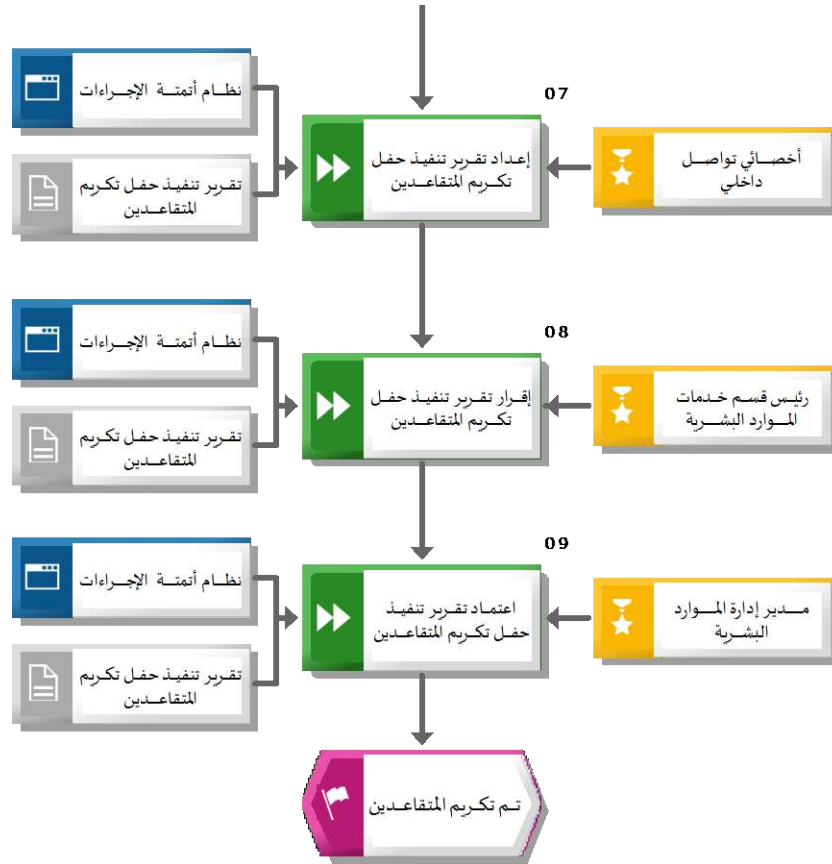 07
أخصائي تواصل
داخلي
إعداد تقرير تنفيذ حفل
تكريم المتقاعدين
نظام أتمتة الإجراءات
تقرير تنفيذ حفل تكريم
المتقاعدين
08
رئيس قسم خدمات
الموارد البشرية
إقرار تقرير تنفيذ حفل
تكريم المتقاعدين
نظام أتمتة الإجراءات
تقرير تنفيذ حفل تكريم
المتقاعدين
09
مدير إدارة الموارد
البشرية
اعتماد تقرير تنفيذ
حفل تكريم المتقاعدين
نظام أتمتة الإجراءات
تقرير تنفيذ حفل تكريم
المتقاعدين
تم تكريم المتقاعدين